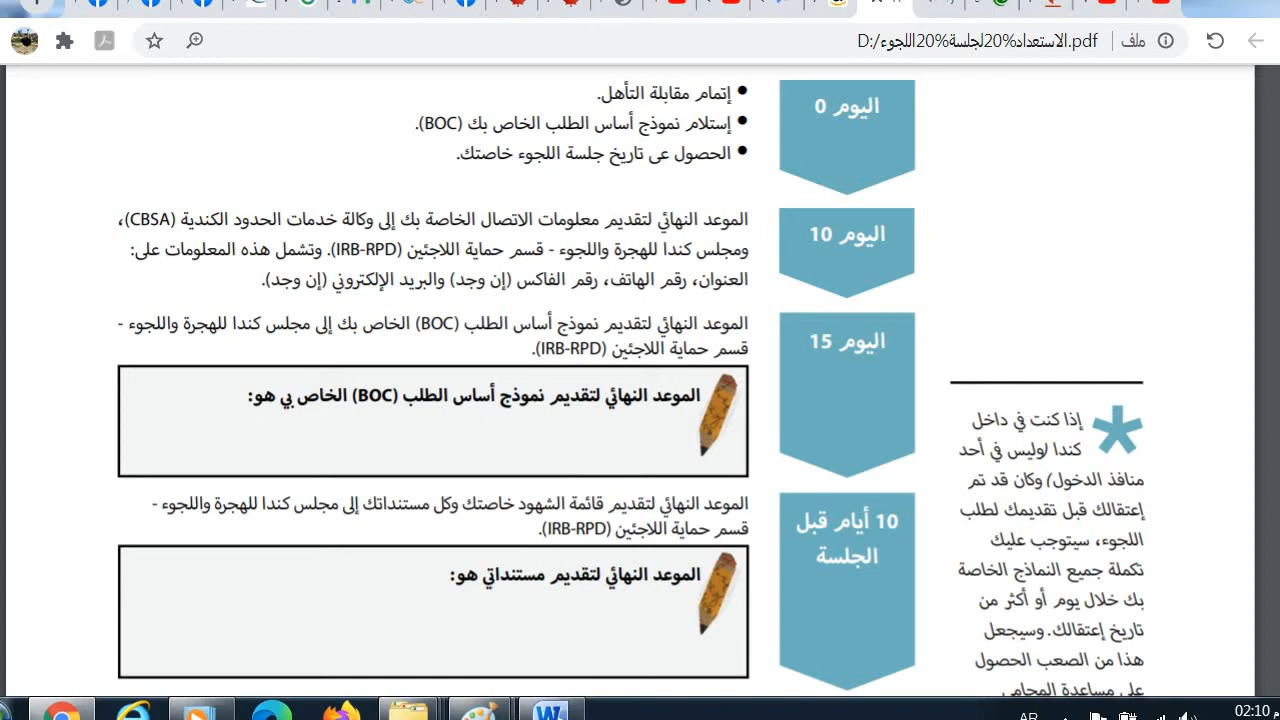 D:/الاستعداد%20لجلسة%20اللجوء.pdf
ملف
اليوم 0
إتمام مقابلة التأهل.
إستلام نموذج أساس الطلب الخاص بك (BOC).
الحصول عى تاريخ جلسة اللجوء خاصتك.
اليوم 10
الموعد النهائي لتقديم معلومات الاتصال الخاصة بك إلى وكالة خدمات الحدود الكندية (CBSA)،
ومجلس كندا للهجرة واللجوء - قسم حماية اللاجئين (IRB-RPD). وتشمل هذه المعلومات على:
العنوان، رقم الهاتف، رقم الفاكس (إن وجد) والبريد الإلكتروني (إن وجد).
اليوم 15
الموعد النهائي لتقديم نموذج أساس الطلب (BOC) الخاص بك إلى مجلس كندا للهجرة واللجوء -
قسم حماية اللاجئين (IRB-RPD).
الموعد النهائي لتقديم نموذج أساس الطلب (BOC) الخاص بي هو:
10 أيام قبل
الجلسة
الموعد النهائي لتقديم قائمة الشهود خاصتك وكل مستنداتك إلى مجلس كندا للهجرة واللجوء -
قسم حماية اللاجئين (IRB-RPD).
الموعد النهائي لتقديم مستنداتي هو:
إذا كنت في داخل
كندا (وليس في أحد
منافذ الدخول) وكان قد تم
إعتقالك قبل تقديمك لطلب
اللجوء، سيتوجب عليك
تكملة جميع النماذج الخاصة
بك خلال يوم أو أكثر من
تاريخ إعتقالك. وسيجعل
هذا من الصعب الحصول
على مساعدة المحامي
AR
02:10